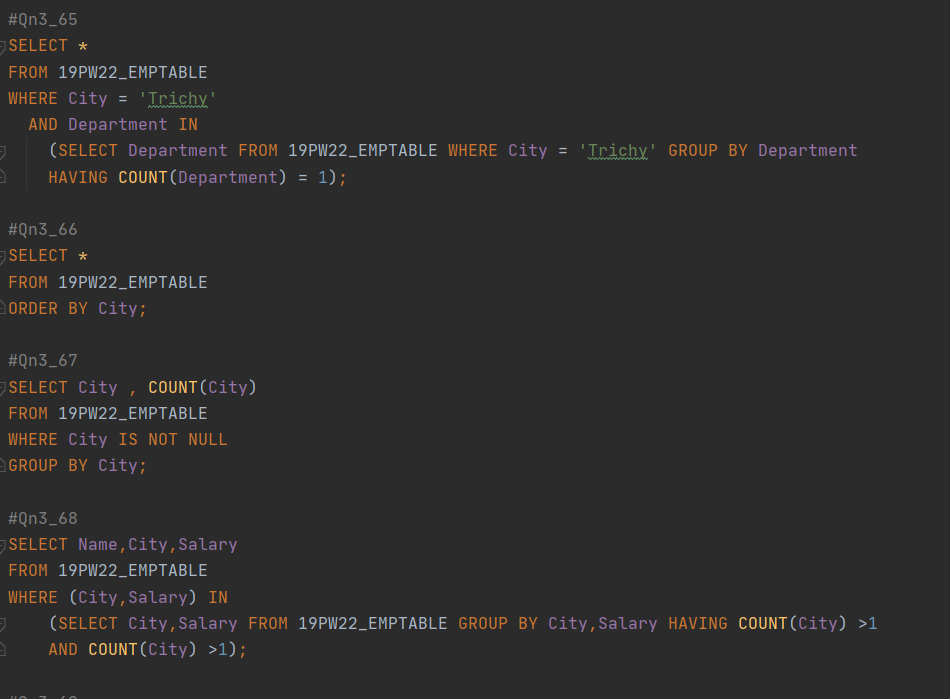 #Qn3_65
SELECT *
FROM 19PW22_EMPTABLE
WHERE City = 'Trichy'
AND Department IN
(SELECT Department FROM 19PW22_EMPTABLE WHERE City = 'Trichy' GROUP BY Department
HAVING COUNT(Department) = 1);
#Qn3_66
SELECT *
FROM 19PW22_EMPTABLE
ORDER BY City;
#Qn3_67
SELECT City , COUNT(City)
FROM 19PW22_EMPTABLE
WHERE City IS NOT NULL
GROUP BY City;
#Qn3_68
SELECT Name,City,Salary
FROM 19PW22_EMPTABLE
WHERE (City,Salary) IN
(SELECT City,Salary FROM 19PW22_EMPTABLE GROUP BY City,Salary HAVING COUNT(City) >1
AND COUNT(City) >1);